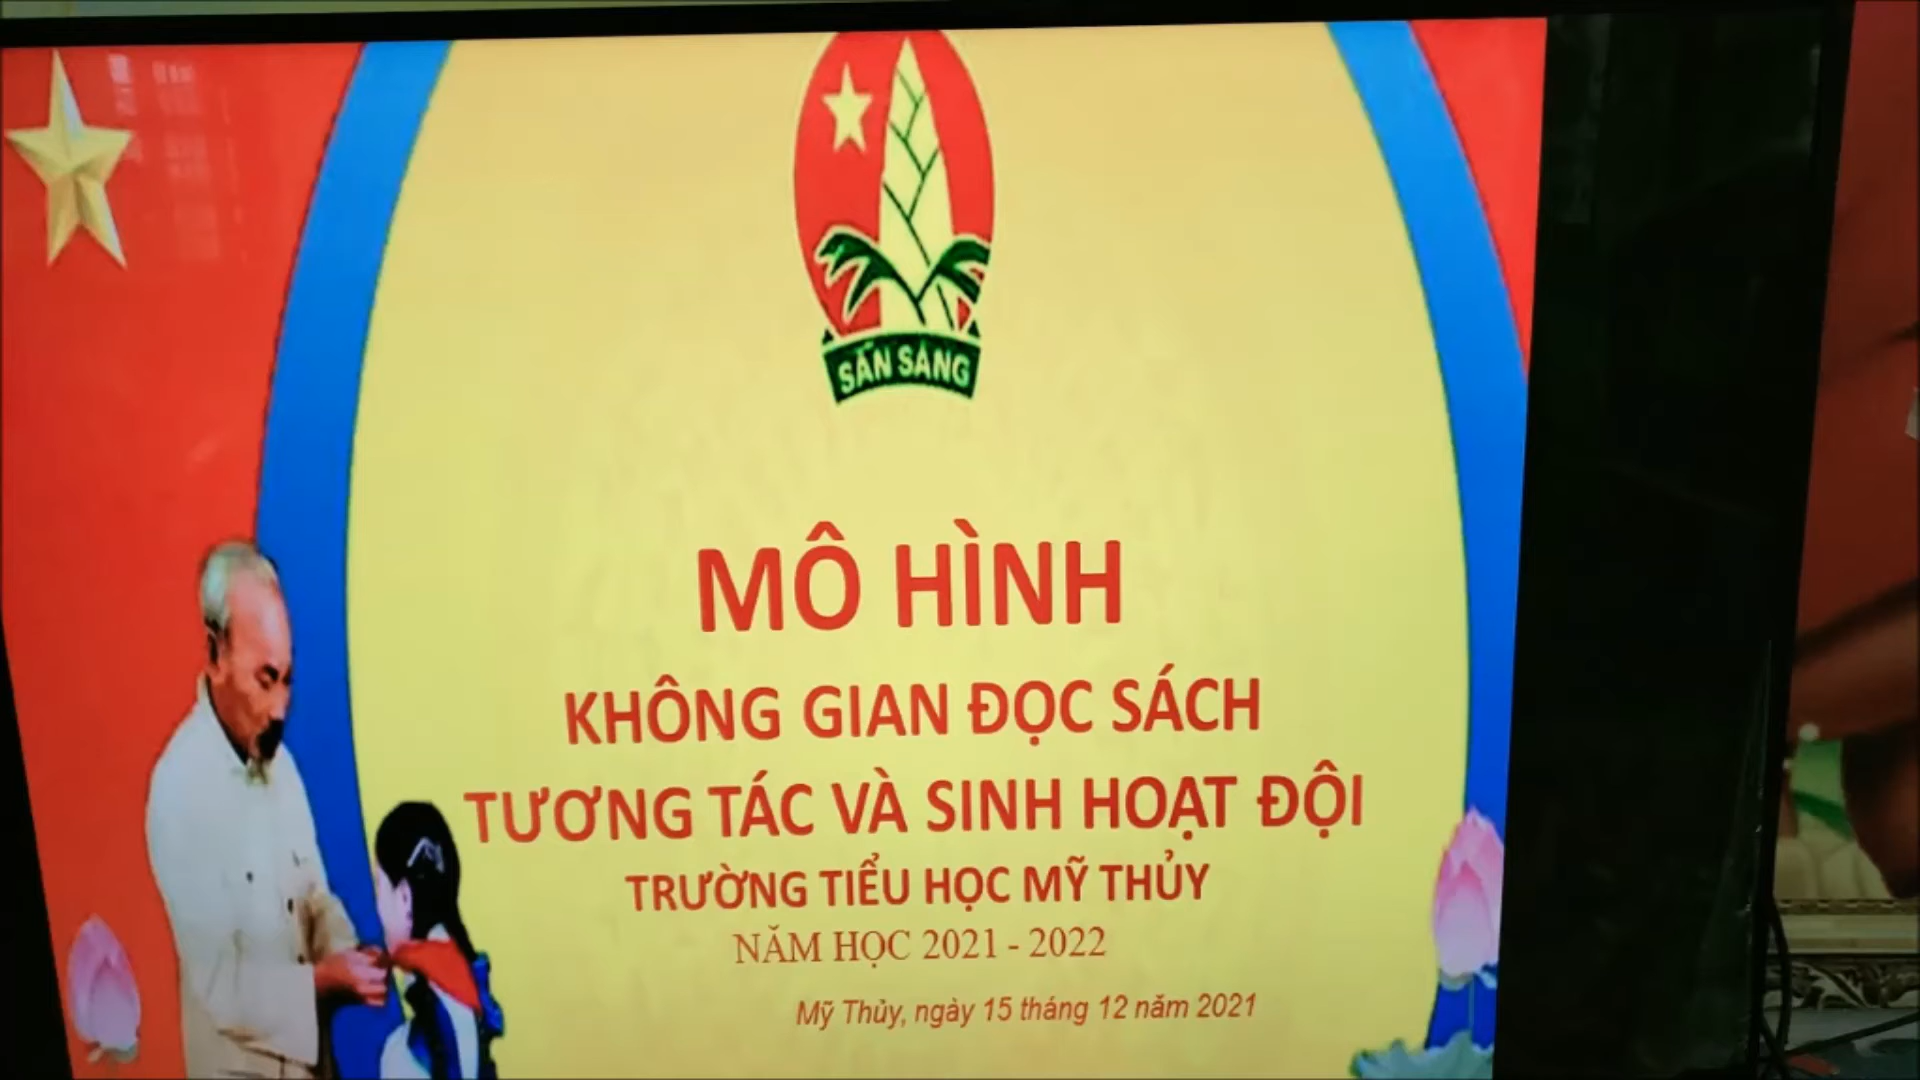 SẴN SÀNG
MÔ HÌNH
KHÔNG GIAN ĐỌC SÁCH
TƯƠNG TÁC VÀ SINH HOẠT ĐỘI
TRƯỜNG TIỂU HỌC MỸ THỦY
NĂM HỌC 2021 - 2022
Mỹ Thủy, ngày 15 tháng 12 năm 2021